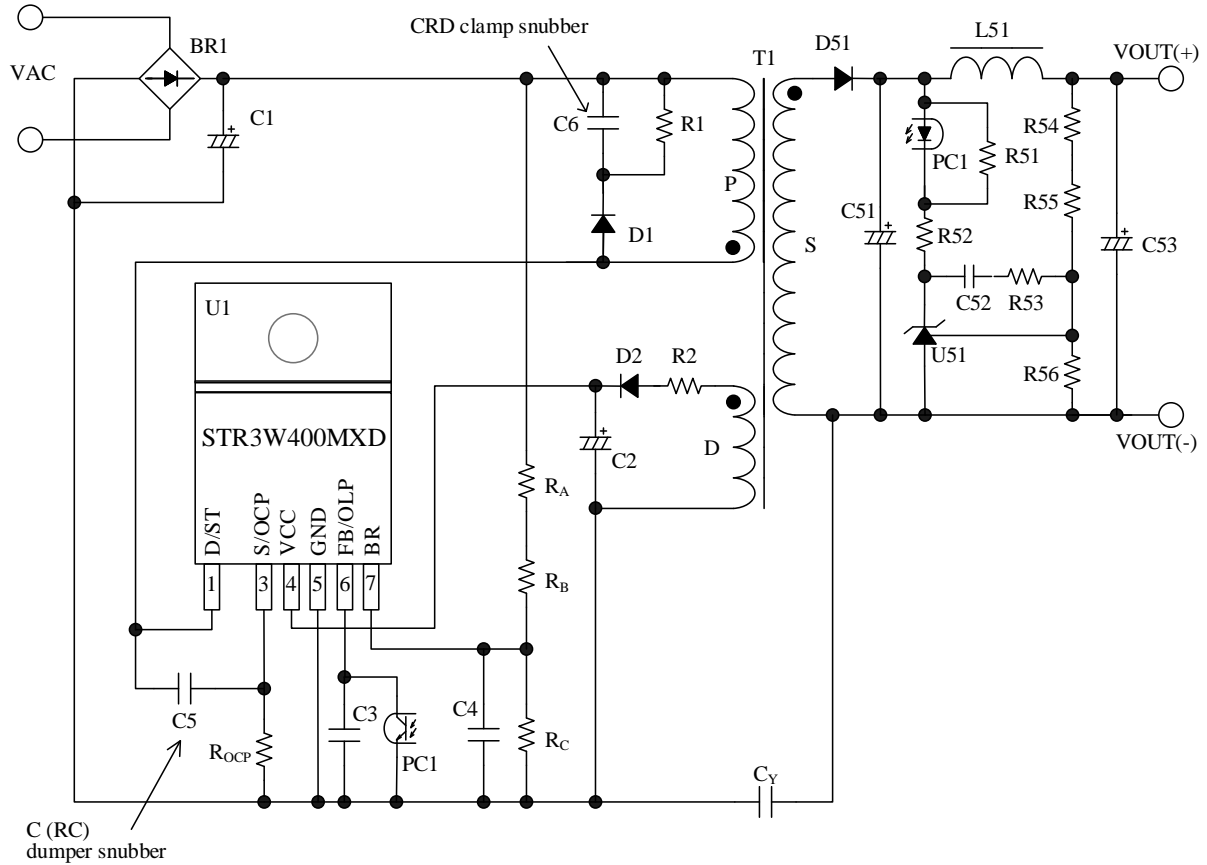 CRD clamp snubber
BR1
VAC
C1
C6
R1
P
D1
T1
D51
L51
VOUT(+)
PC1
R51
R54
R55
C51
R52
S
C53
C52
R53
U51
R56
VOUT(-)
U1
STR3W400MXD
D/ST
S/OCP
VCC
GND
FB/OLP
BR
1
3
4
5
6
7
D2
R2
C2
D
RA
RB
C5
ROCP
C3
PC1
C4
RC
CY
C (RC)
dumper snubber